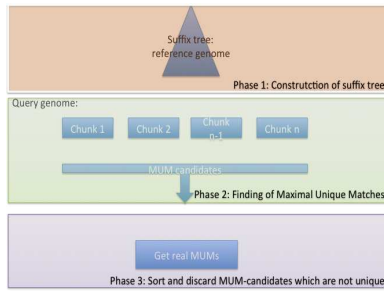 Suffix tree:
reference genome
Phase 1: Construtction of suffix tree
Query genome:
Chunk 1
Chunk 2
Chunk
n-1
Chunk n
MUM candidates
Phase 2: Finding of Maximal Unique Matches
Get real MUMs
Phase 3: Sort and discard MUM-candidates which are not unique